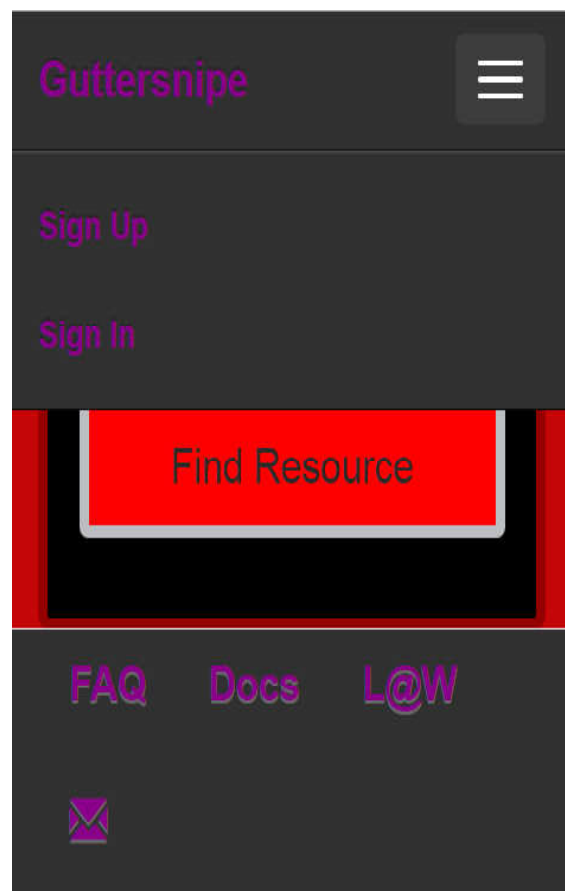 Guttersnipe
Sign Up
Sign In
Find Resource
FAQ Docs L@W